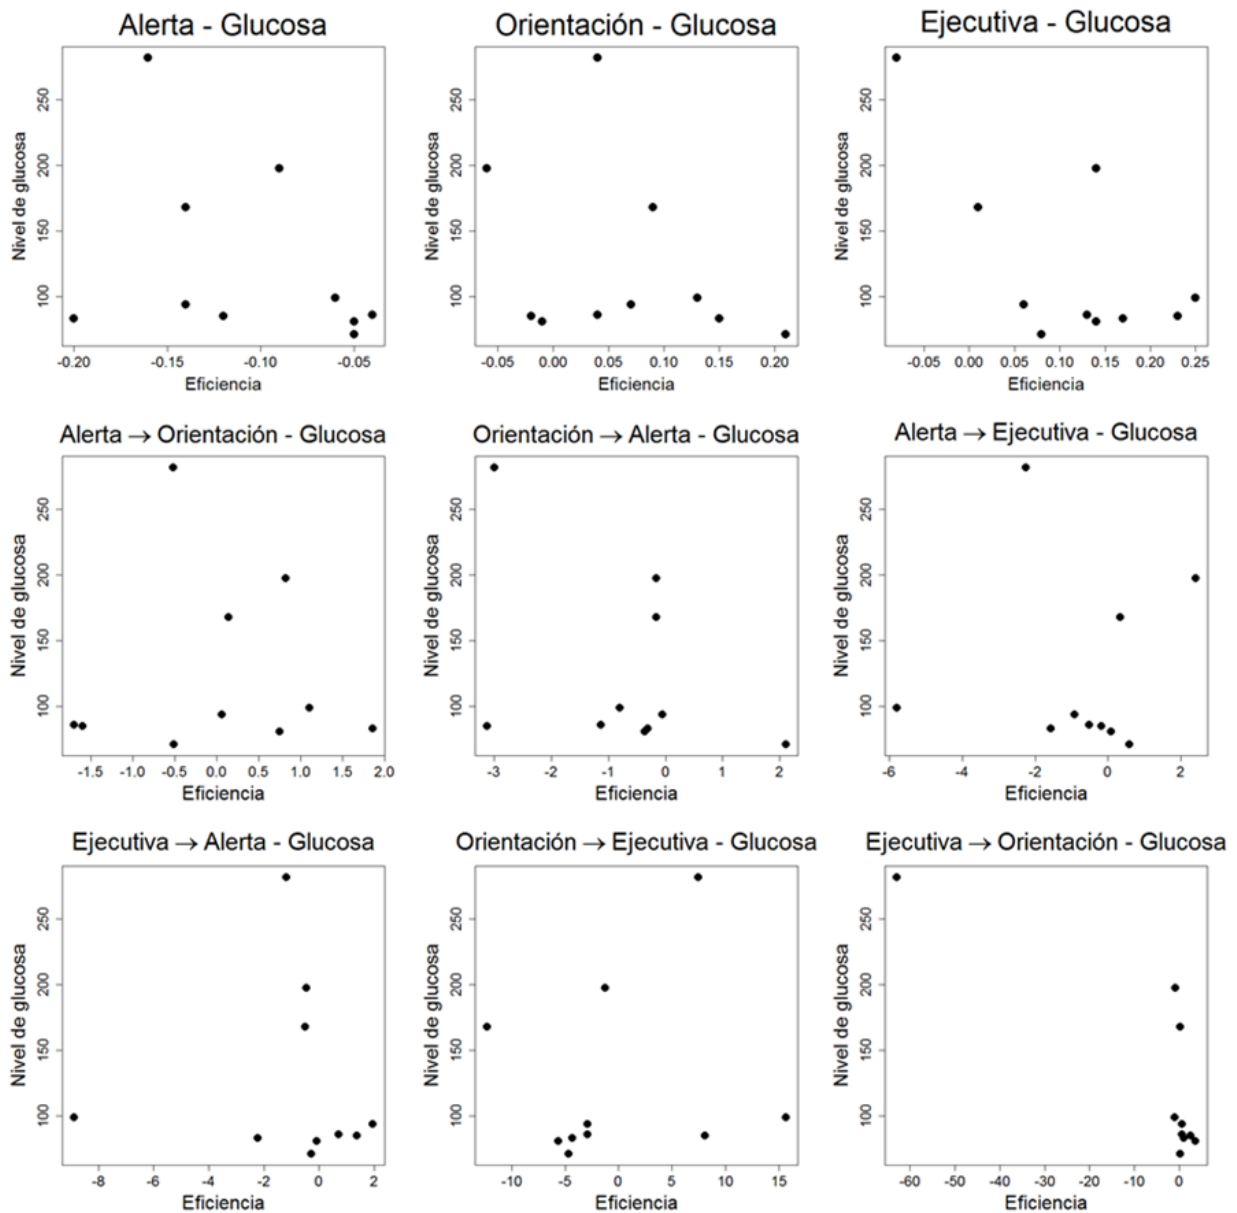 Alerta - Glucosa
Nivel de glucosa
250
200
150
100
-0.20 -0.15 -0.10 -0.05
Eficiencia
Orientación - Glucosa
Nivel de glucosa
250
200
150
100
-0.05 0.00 0.05 0.10 0.15 0.20
Eficiencia
Ejecutiva - Glucosa
Nivel de glucosa
250
200
150
100
-0.05 0.00 0.05 0.10 0.15 0.20 0.25
Eficiencia
Alerta → Orientación - Glucosa
Nivel de glucosa
250
200
150
100
-1.5 -1.0 -0.5 0.0 0.5 1.0 1.5 2.0
Eficiencia
Orientación → Alerta - Glucosa
Nivel de glucosa
250
200
150
100
-3 -2 -1 0 1 2
Eficiencia
Alerta → Ejecutiva - Glucosa
Nivel de glucosa
250
200
150
100
-6 -4 -2 0 2
Eficiencia
Ejecutiva → Alerta - Glucosa
Nivel de glucosa
250
200
150
100
-8 -6 -4 -2 0 2
Eficiencia
Orientación → Ejecutiva - Glucosa
Nivel de glucosa
250
200
150
100
-10 -5 0 5 10 15
Eficiencia
Ejecutiva → Orientación - Glucosa
Nivel de glucosa
250
200
150
100
-60 -50 -40 -30 -20 -10 0
Eficiencia